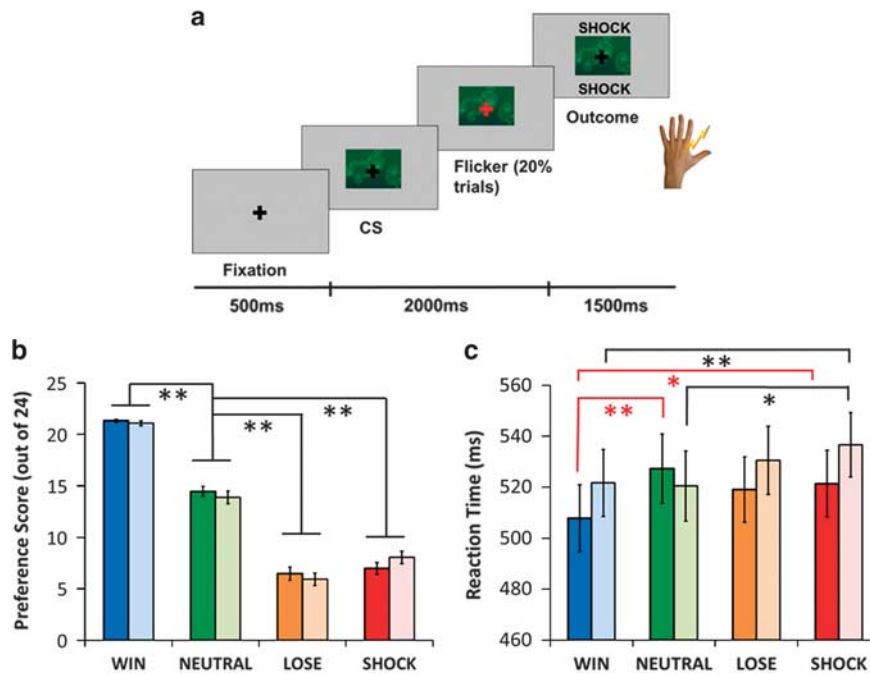 a
SHOCK
SHOCK
Outcome
Flicker (20%
trials)
CS
Fixation
500ms
2000ms
1500ms
b
Preference Score (out of 24)
25
20
15
10
5
0
**
**
**
WIN
NEUTRAL
LOSE
SHOCK
c
Reaction Time (ms)
560
540
520
500
480
460
**
*
**
*
WIN
NEUTRAL
LOSE
SHOCK